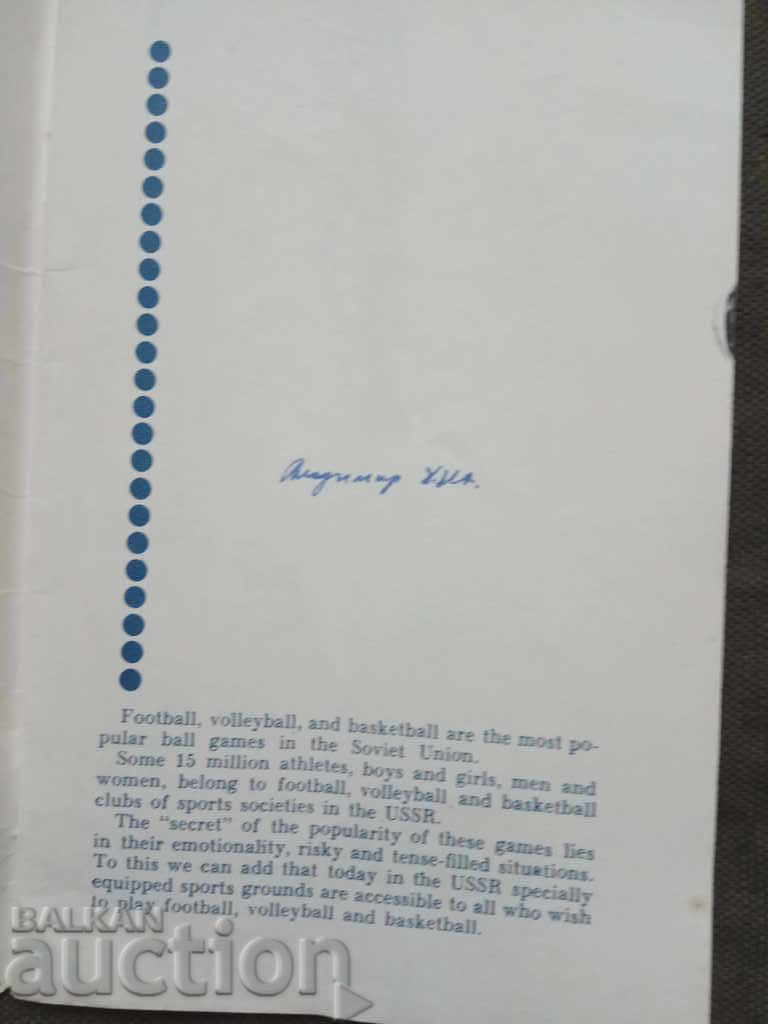 Владимир
Football, volleyball, and basketball are the most po-
pular ball games in the Soviet Union.
Some 15 million athletes, boys and girls, men and
women, belong to football, volleyball and basketball
clubs of sports societies in the USSR.
The “secret” of the popularity of these games lies
in their emotionality, risky and tense-filled situations.
To this we can add that today in the USSR specially
equipped sports grounds are accessible to all who wish
to play football, volleyball and basketball.
BALKAN
auction